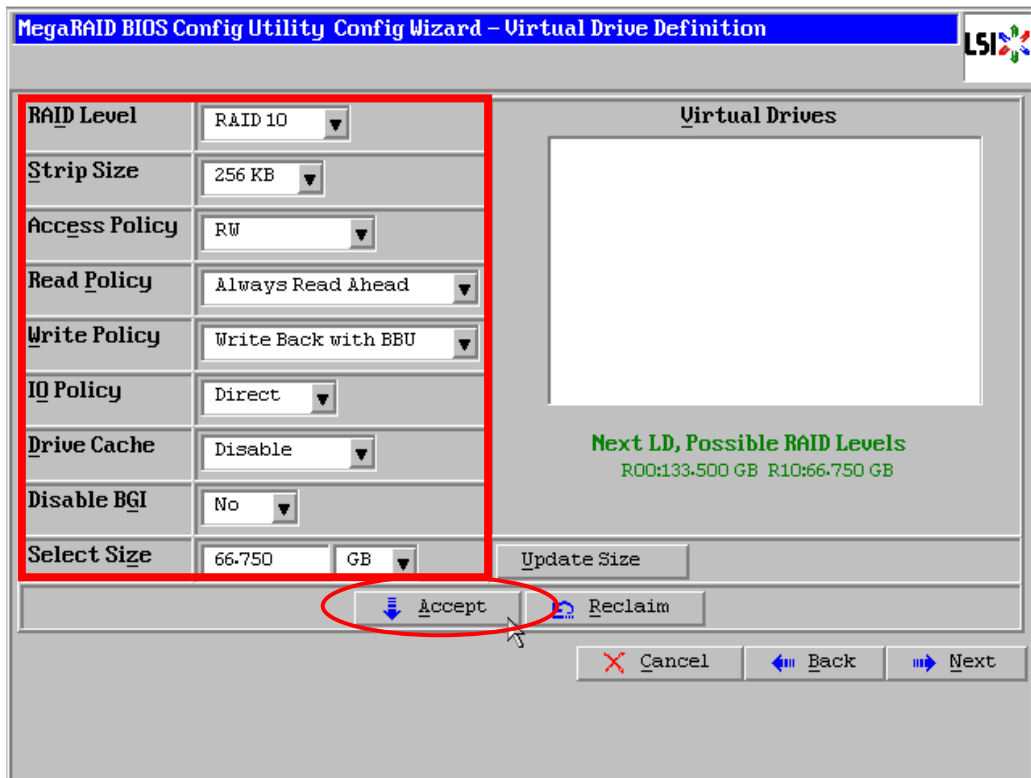 MegaRAID BIOS Config Utility Config Wizard – Virtual Drive Definition
LSI
RAID Level RAID 10
Strip Size 256 KB
Access Policy RW
Read Policy Always Read Ahead
Write Policy Write Back with BBU
IO Policy Direct
Drive Cache Disable
Disable BGI No
Select Size 66.750 GB
Virtual Drives
Next LD, Possible RAID Levels
R00:133.500 GB R10:66.750 GB
Update Size
Accept Reclaim
Cancel Back Next